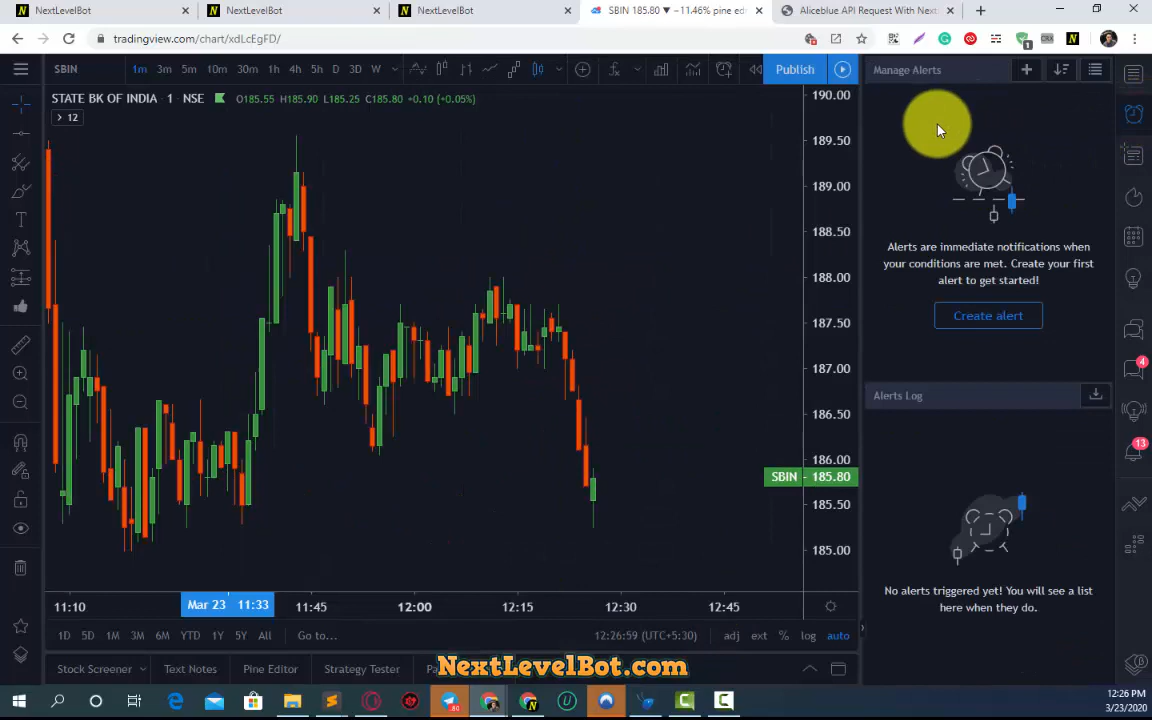 NextLevelBot
NextLevelBot
NextLevelBot
SBIN 185.80 ▼ −11.46% pine ed
Aliceblue API Request With Next
tradingview.com/chart/xdLcEgFD/
SBIN
1m 3m 5m 10m 30m 1h 4h 5h D 3D W
Publish
Manage Alerts
STATE BK OF INDIA · 1 · NSE
O185.55 H185.90 L185.25 C185.80 +0.10 (+0.05%)
12
190.00
189.50
189.00
188.50
188.00
187.50
187.00
186.50
186.00
SBIN 185.80
185.50
185.00
Alerts are immediate notifications when
your conditions are met. Create your first
alert to get started!
Create alert
Alerts Log
No alerts triggered yet! You will see a list
here when they do.
4
13
11:10
Mar 23 11:33
11:45
12:00
12:15
12:30
12:45
1D 5D 1M 3M 6M YTD 1Y 5Y All Go to...
12:26:59 (UTC+5:30)
adj ext % log auto
Stock Screener
Text Notes
Pine Editor
Strategy Tester
Pa
NextLevelBot.com
80
12:26 PM
3/23/2020